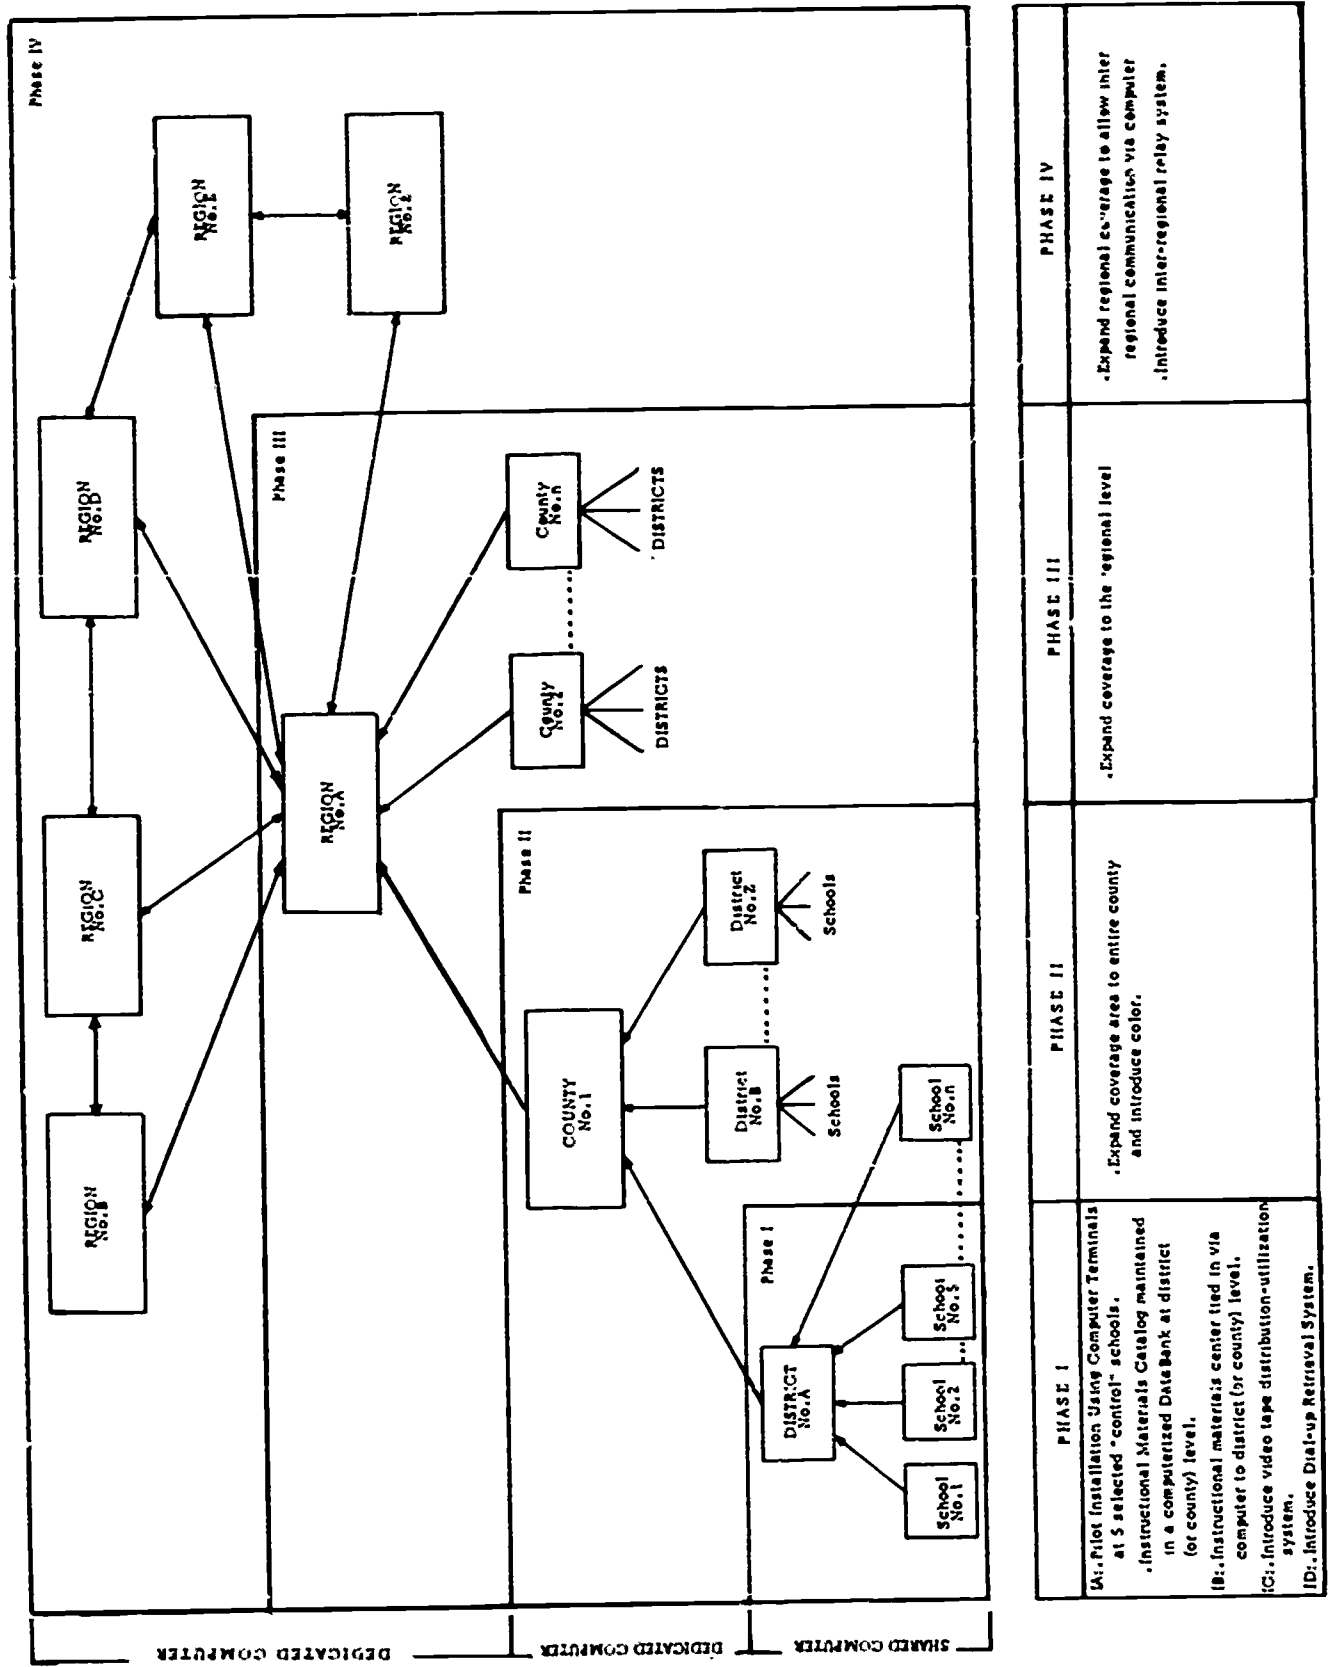 Phase IV
REGION
No.B
REGION
No.C
REGION
No.D
REGION
No.E
REGION
No.Z
Phase III
REGION
No.A
County
No.2
County
No.n
DISTRICTS
DISTRICTS
Phase II
COUNTY
No.1
District
No.B
District
No.Z
Schools
Schools
Phase I
DISTRICT
No.A
School
No.1
School
No.2
School
No.5
School
No.n
DEDICATED COMPUTER
DEDICATED COMPUTER
SHARED COMPUTER
PHASE I
(A).Pilot Installation Using Computer Terminals
at 5 selected "control" schools.
.Instructional Materials Catalog maintained
in a computerized Data Bank at district
(or county) level.
(B).Instructional materials center tied in via
computer to district (or county) level.
(C).Introduce video tape distribution-utilization
system.
(D).Introduce Dial-up Retrieval System.
PHASE II
.Expand coverage area to entire county
and introduce color.
PHASE III
.Expand coverage to the regional level
PHASE IV
.Expand regional coverage to allow inter
regional communication via computer
.Introduce inter-regional relay system.